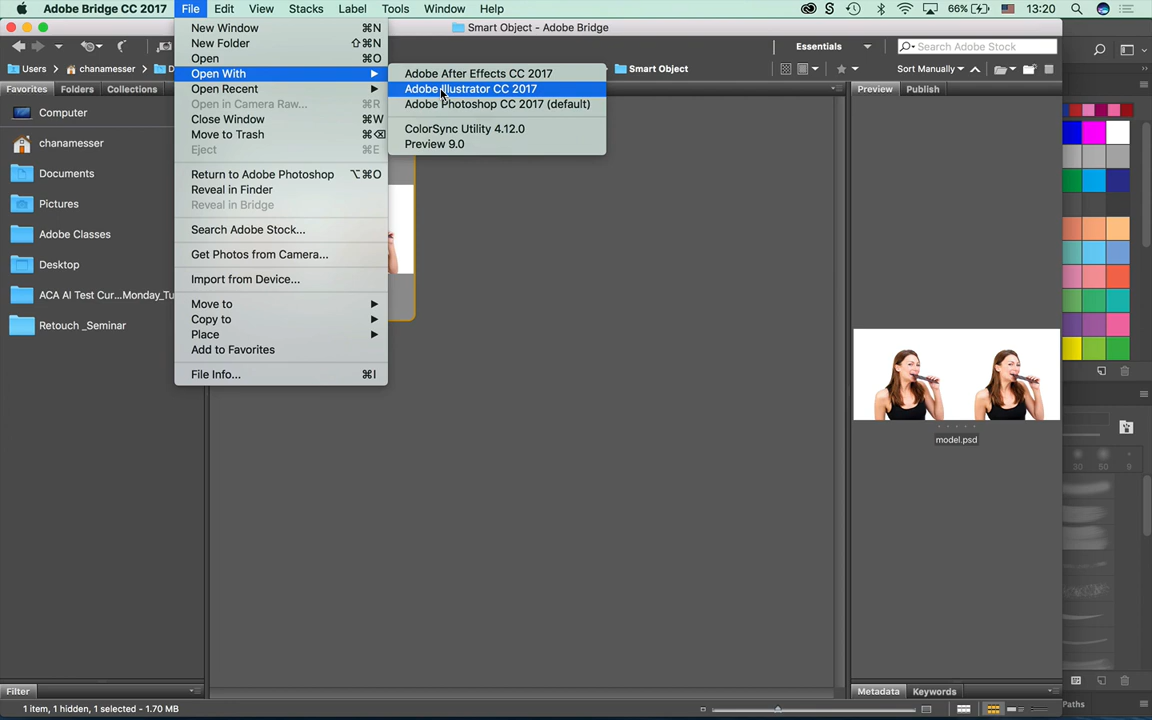 Adobe Bridge CC 2017 File Edit View Stacks Label Tools Window Help 66% 13:20
Smart Object - Adobe Bridge
Essentials Search Adobe Stock
Users chanamesser Smart Object Sort Manually
Favorites Folders Collections Preview Publish
Computer
chanamesser
Documents
Pictures
Adobe Classes
Desktop
ACA AI Test Cur...Monday_Tu
Retouch _Seminar
New Window ⌘N
New Folder ⇧⌘N
Open ⌘O
Open With
Open Recent
Open in Camera Raw... ⌘R
Close Window ⌘W
Move to Trash ⌘⌫
Eject ⌘E
Return to Adobe Photoshop ⌥⌘O
Reveal in Finder
Reveal in Bridge
Search Adobe Stock...
Get Photos from Camera...
Import from Device...
Move to
Copy to
Place
Add to Favorites
File Info... ⌘I
Adobe After Effects CC 2017
Adobe Illustrator CC 2017
Adobe Photoshop CC 2017 (default)
ColorSync Utility 4.12.0
Preview 9.0
model.psd
30 50 9
Filter Metadata Keywords
1 item, 1 hidden, 1 selected - 1.70 MB
Paths